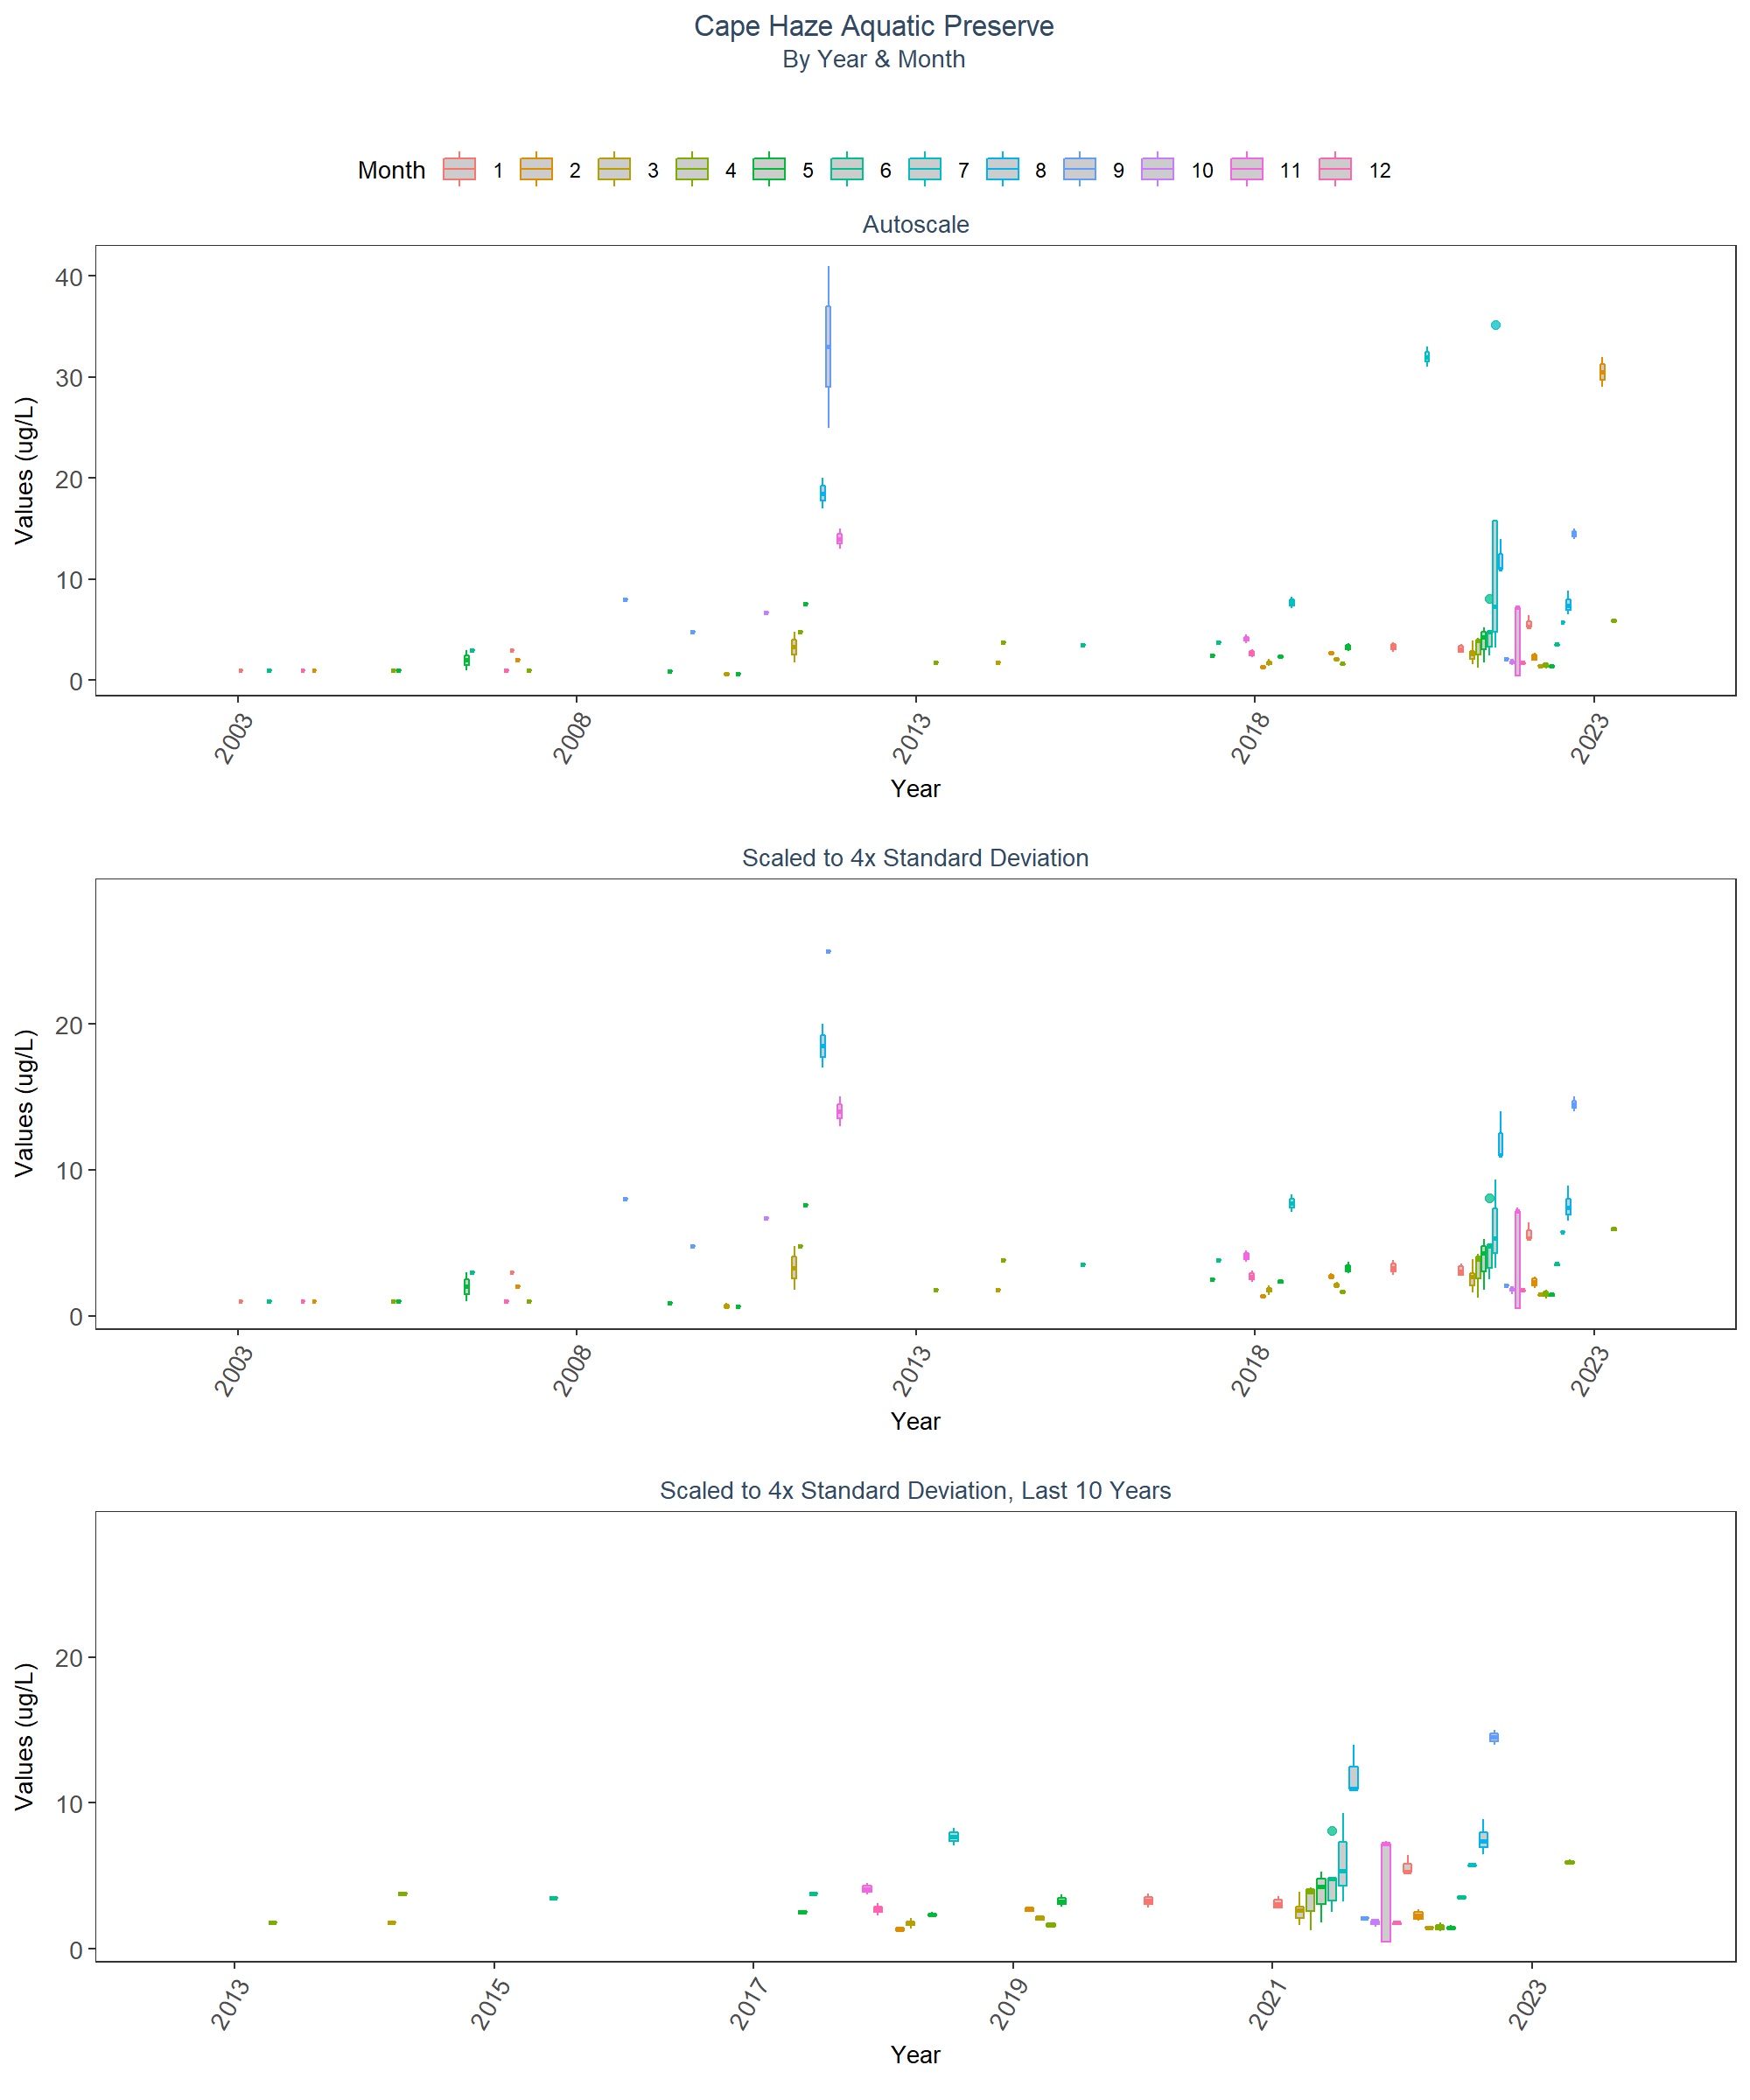 Cape Haze Aquatic Preserve
By Year & Month
Month 1 2 3 4 5 6 7 8 9 10 11 12
Autoscale
Values (ug/L)
40
30
20
10
0
2003 2008 2013 2018 2023
Year
Scaled to 4x Standard Deviation
Values (ug/L)
20
10
0
2003 2008 2013 2018 2023
Year
Scaled to 4x Standard Deviation, Last 10 Years
Values (ug/L)
20
10
0
2013 2015 2017 2019 2021 2023
Year